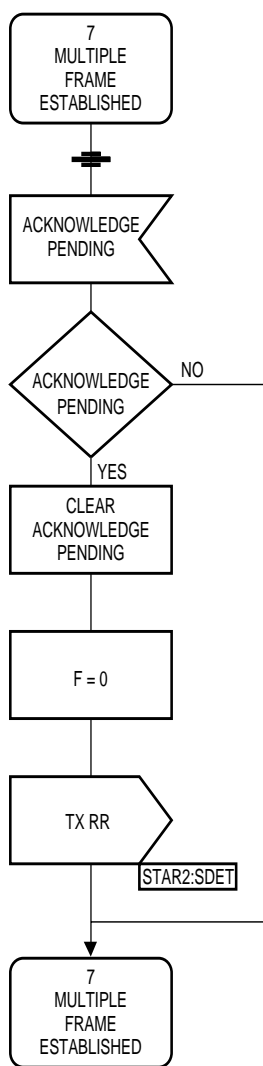 7
MULTIPLE
FRAME
ESTABLISHED
ACKNOWLEDGE
PENDING
ACKNOWLEDGE
PENDING
NO
YES
CLEAR
ACKNOWLEDGE
PENDING
F = 0
TX RR
STAR2:SDET
7
MULTIPLE
FRAME
ESTABLISHED